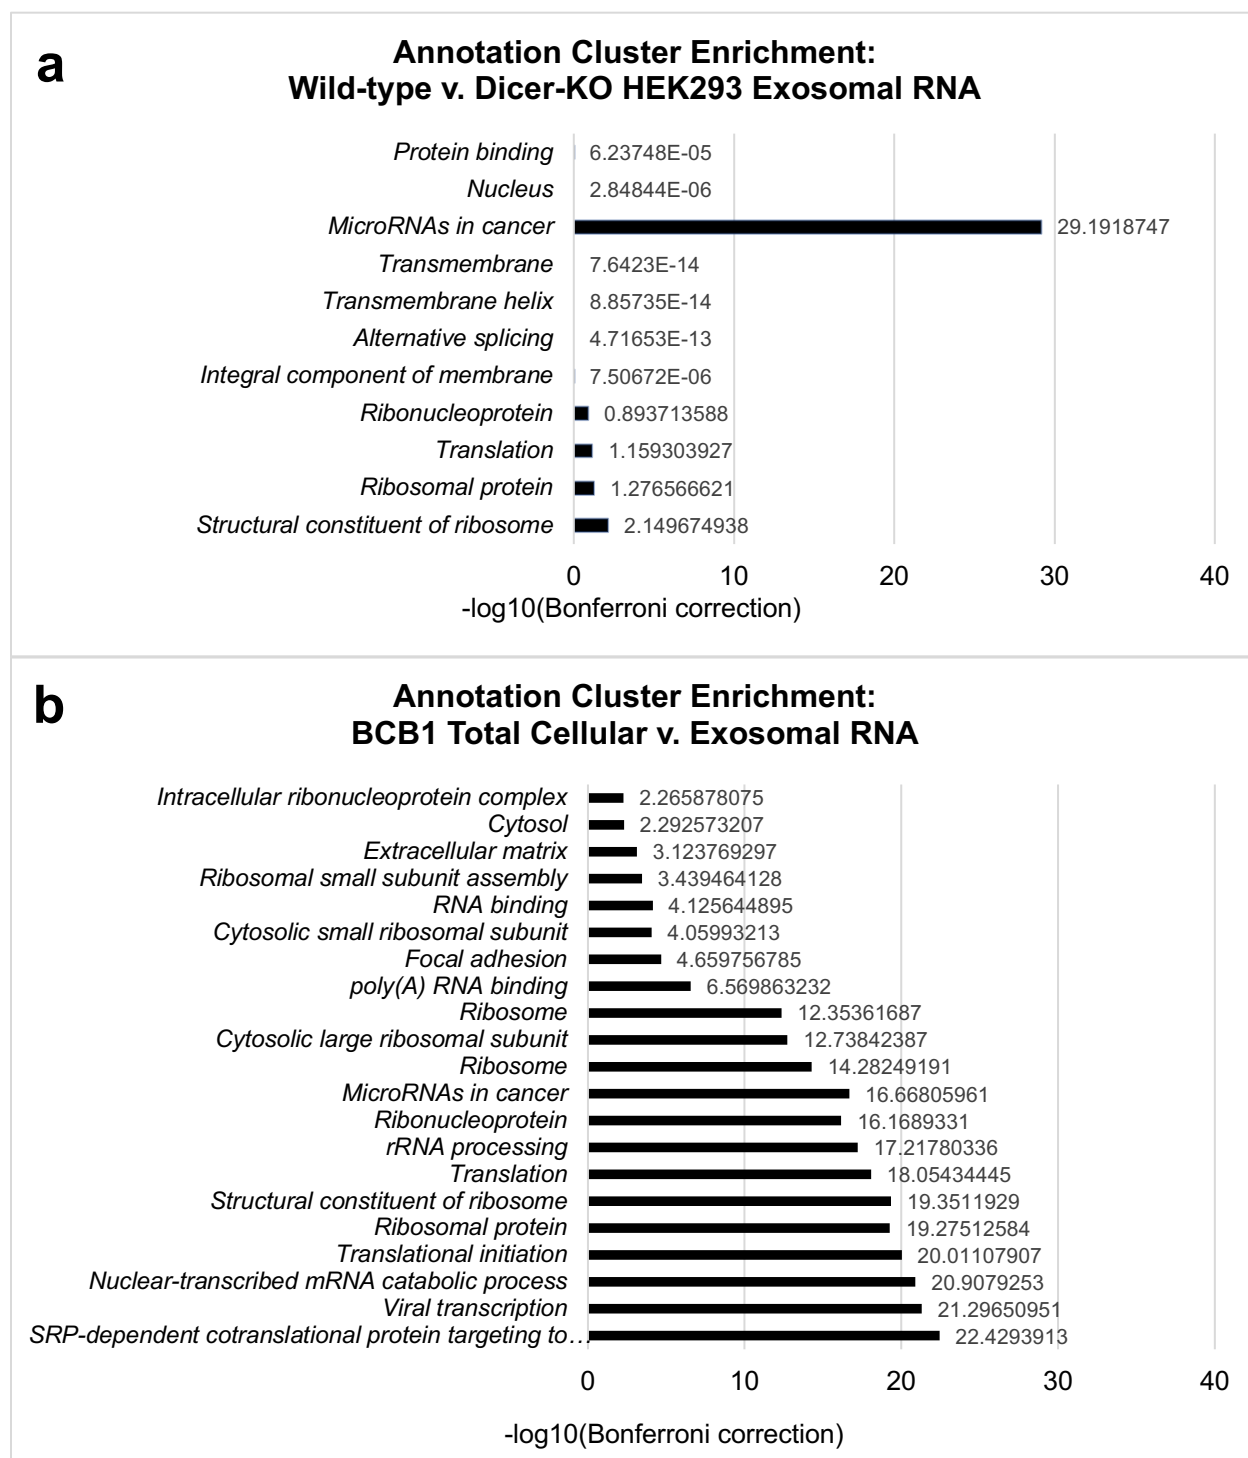 a
Annotation Cluster Enrichment:
Wild-type v. Dicer-KO HEK293 Exosomal RNA
Protein binding 6.23748E-05
Nucleus 2.84844E-06
MicroRNAs in cancer 29.1918747
Transmembrane 7.6423E-14
Transmembrane helix 8.85735E-14
Alternative splicing 4.71653E-13
Integral component of membrane 7.50672E-06
Ribonucleoprotein 0.893713588
Translation 1.159303927
Ribosomal protein 1.276566621
Structural constituent of ribosome 2.149674938
0 10 20 30 40
-log10(Bonferroni correction)
b
Annotation Cluster Enrichment:
BCB1 Total Cellular v. Exosomal RNA
Intracellular ribonucleoprotein complex 2.265878075
Cytosol 2.292573207
Extracellular matrix 3.123769297
Ribosomal small subunit assembly 3.439464128
RNA binding 4.125644895
Cytosolic small ribosomal subunit 4.05993213
Focal adhesion 4.659756785
poly(A) RNA binding 6.569863232
Ribosome 12.35361687
Cytosolic large ribosomal subunit 12.73842387
Ribosome 14.28249191
MicroRNAs in cancer 16.66805961
Ribonucleoprotein 16.1689331
rRNA processing 17.21780336
Translation 18.05434445
Structural constituent of ribosome 19.3511929
Ribosomal protein 19.27512584
Translational initiation 20.01107907
Nuclear-transcribed mRNA catabolic process 20.9079253
Viral transcription 21.29650951
SRP-dependent cotranslational protein targeting to… 22.4293913
0 10 20 30 40
-log10(Bonferroni correction)